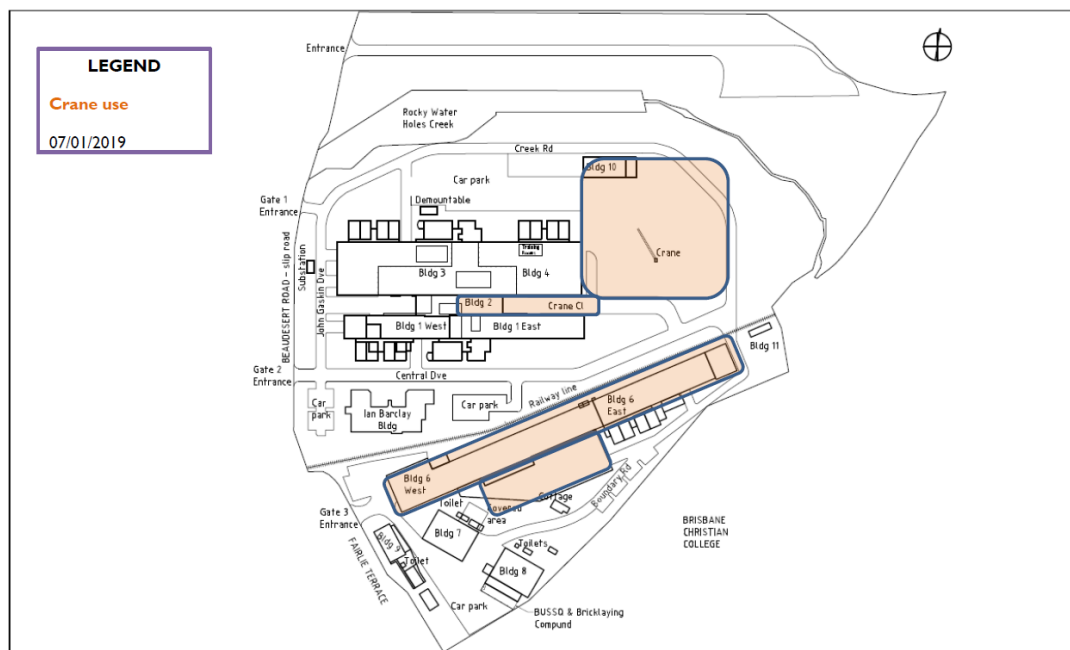 LEGEND
Crane use
07/01/2019
Entrance
Rocky Water
Holes Creek
Creek Rd
Bldg 10
Car park
Gate 1
Entrance
Demountable
BEAUDESERT ROAD – slip road
Substation
John Gaskin Dve
Training
Bldg 3
Bldg 4
Crane
Bldg 2
Crane Cl
Bldg 1 West
Bldg 1 East
Bldg 11
Gate 2
Entrance
Central Dve
Railway line
Car
park
Ian Barclay
Bldg
Car park
Bldg 6
East
Bldg 6
West
Toilet
Covered
area
Cottage
Boundary Rd
Gate 3
Entrance
Bldg 7
BRISBANE
CHRISTIAN
COLLEGE
Bldg 9
Toilet
Toilets
FAIRLIE TERRACE
Bldg 8
Car park
BUSSQ & Bricklaying
Compund